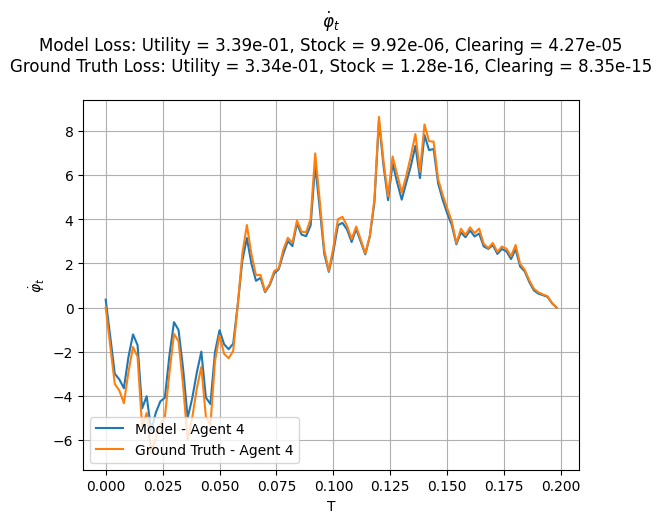 φ̇ₜ
Model Loss: Utility = 3.39e-01, Stock = 9.92e-06, Clearing = 4.27e-05
Ground Truth Loss: Utility = 3.34e-01, Stock = 1.28e-16, Clearing = 8.35e-15
8
6
4
2
0
−2
−4
−6
φ̇ₜ
Model - Agent 4
Ground Truth - Agent 4
0.000 0.025 0.050 0.075 0.100 0.125 0.150 0.175 0.200
T